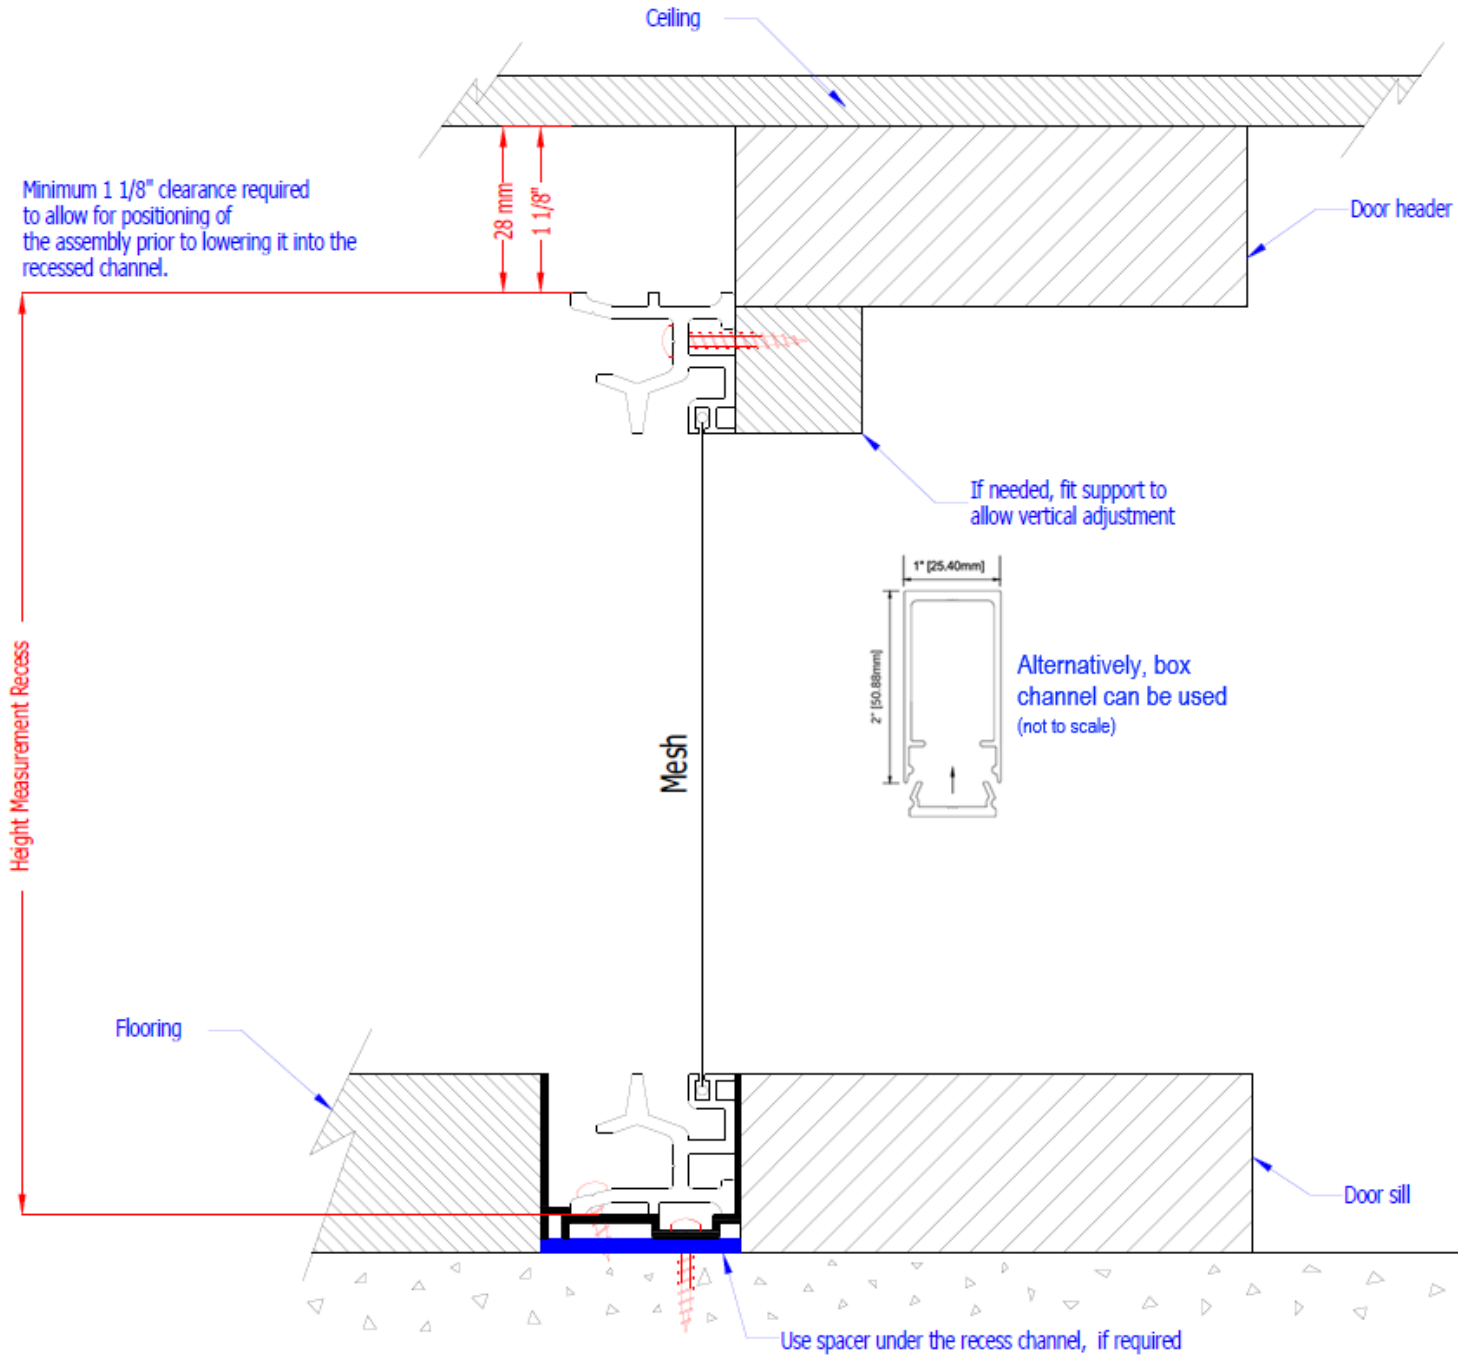 Ceiling
Minimum 1 1/8" clearance required
to allow for positioning of
the assembly prior to lowering it into the
recessed channel.
28 mm
1 1/8"
Door header
If needed, fit support to
allow vertical adjustment
1" [25.40mm]
2" [50.88mm]
Alternatively, box
channel can be used
(not to scale)
Height Measurement Recess
Mesh
Flooring
Door sill
Use spacer under the recess channel, if required